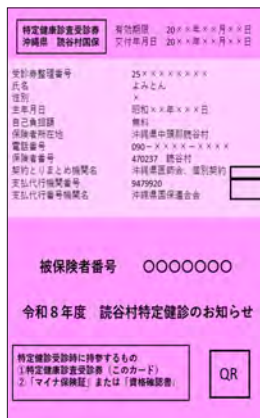 特定健康診査受診券
沖縄県 読谷村国保
有効期限 20××年××月××日
交付年月日 20××年××月××日
受診券整理番号 25××××××××
氏名 よみとん
性別 ×
生年月日 昭和××年××月××日
自己負担額 無料
保険者所在地 沖縄県中頭郡読谷村
電話番号 090-××××-××××
保険者番号 470237 読谷村
契約とりまとめ機関名 沖縄県医師会、個別契約
支払代行機関番号 9479920
支払代行番号機関名 沖縄県国保連合会
被保険者番号 〇〇〇〇〇〇〇
令和8年度 読谷村特定健診のお知らせ
特定健診受診時に持参するもの
①特定健康診査受診券（このカード）
②「マイナ保険証」または「資格確認書」
QR